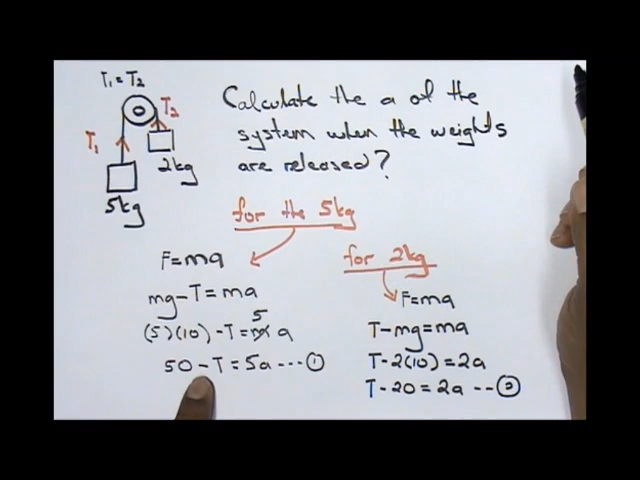 T₁ = T₂
Calculate the a of the
system when the weights
are released?
T₁
T₂
2kg
5kg
for the 5kg
F=ma
mg-T=ma
(5)(10) -T=m a
5
50-T=5a---①
for 2kg
F=ma
T-mg=ma
T-2(10)=2a
T-20=2a --②